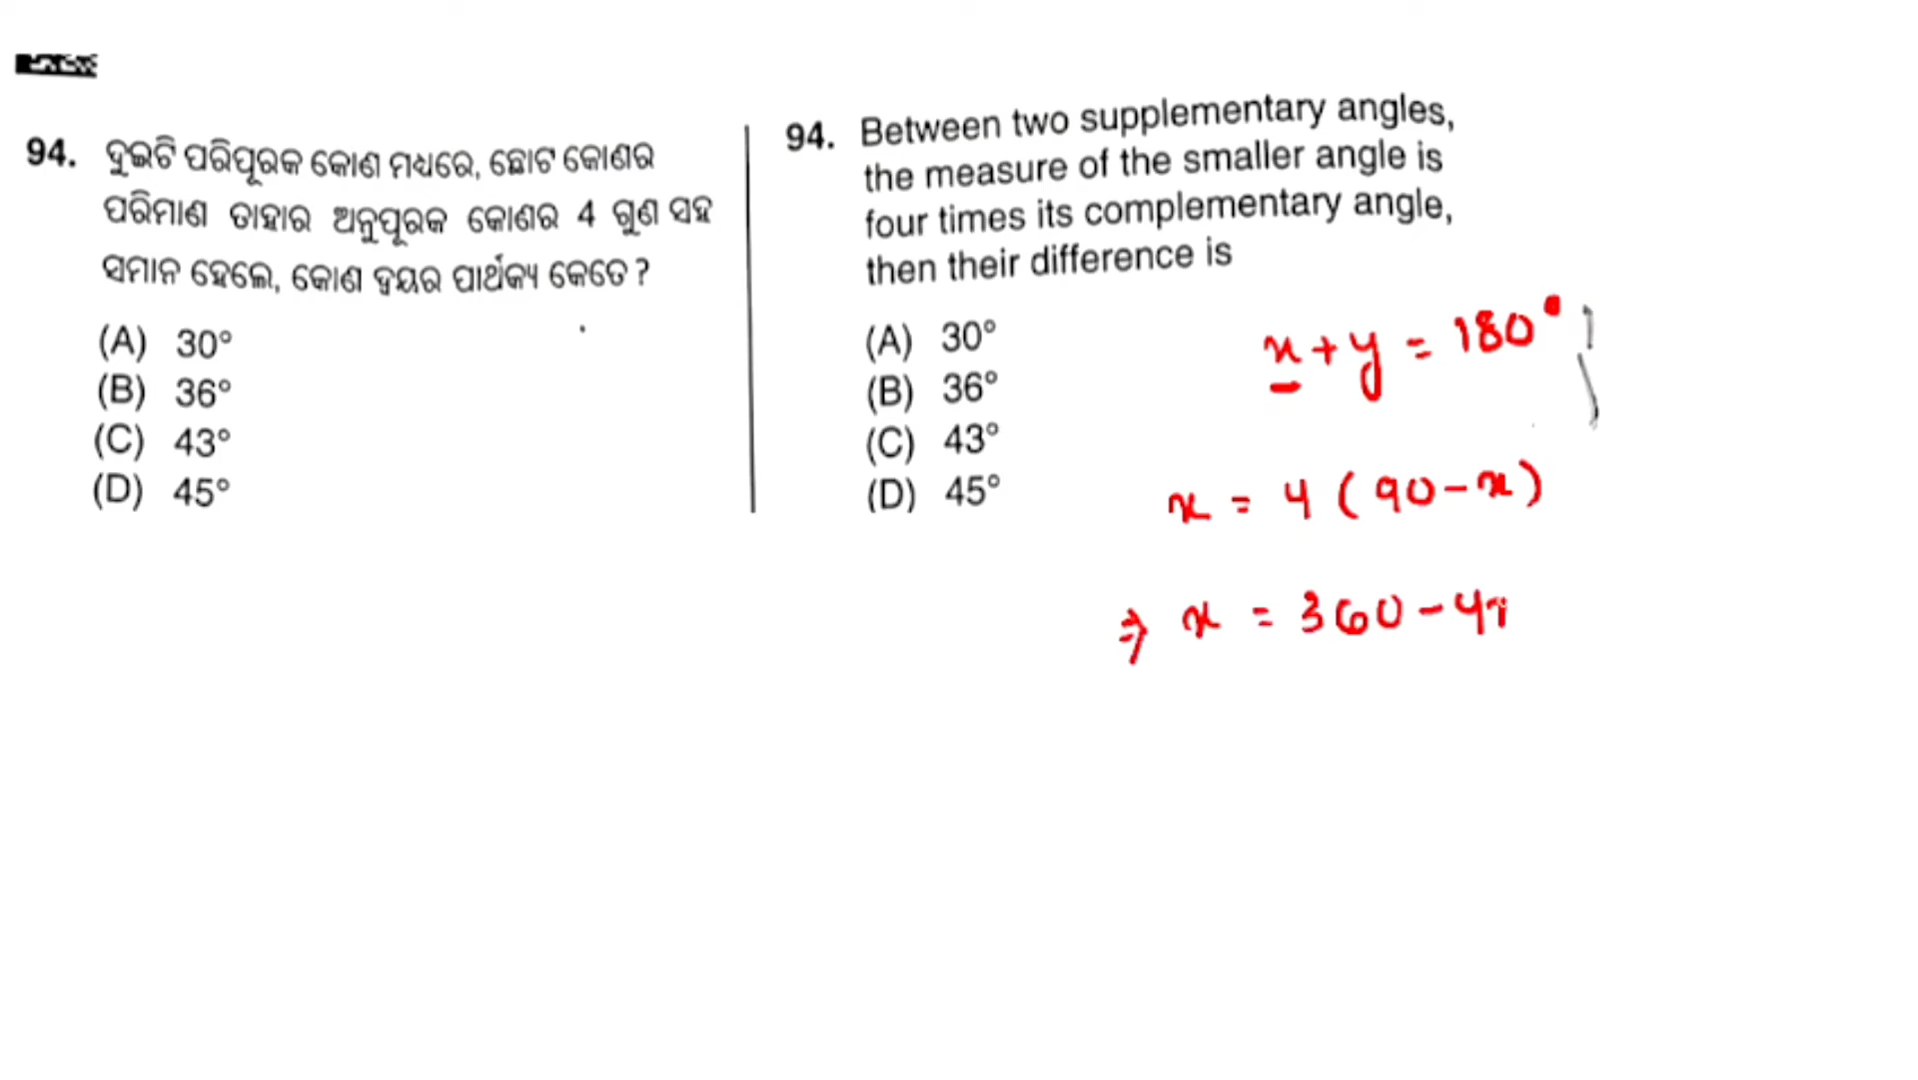 94. ଦୁଇଟି ପରିପୂରକ କୋଣ ମଧ୍ୟରେ, ଛୋଟ କୋଣର
ପରିମାଣ ତାହାର ଅନୁପୂରକ କୋଣର 4 ଗୁଣ ସହ
ସମାନ ହେଲେ, କୋଣ ଦ୍ୱୟର ପାର୍ଥକ୍ୟ କେତେ ?
(A) 30°
(B) 36°
(C) 43°
(D) 45°
94. Between two supplementary angles,
the measure of the smaller angle is
four times its complementary angle,
then their difference is
(A) 30°
(B) 36°
(C) 43°
(D) 45°
x + y = 180°
x = 4 (90 - x)
⇒ x = 360 - 4